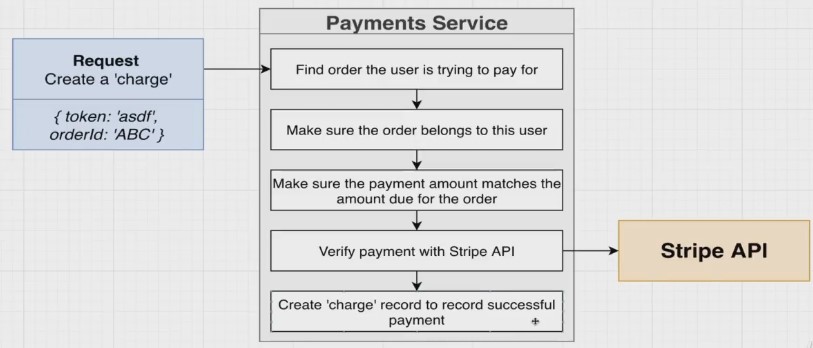 Payments Service
Request
Create a 'charge'
{ token: 'asdf',
orderId: 'ABC' }
Find order the user is trying to pay for
Make sure the order belongs to this user
Make sure the payment amount matches the
amount due for the order
Verify payment with Stripe API
Stripe API
Create 'charge' record to record successful
payment